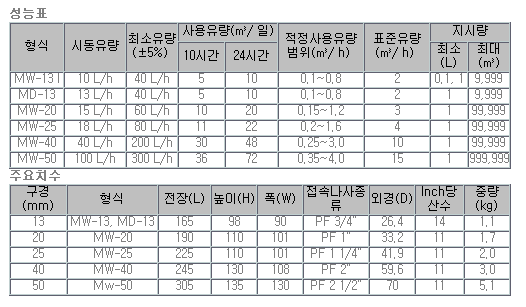 성능표
형식 시동유량 최소유량 (±5%) 사용유량(m³/ 일) 10시간 24시간 적정사용유량 범위(m³/ h) 표준유량 (m³/ h) 지시량 최소 (L) 최대 (m³)
MW-13I 10 L/h 40 L/h 5 10 0,1~0,8 2 0,1, 1 9,999
MD-13 13 L/h 40 L/h 5 10 0,1~0,8 2 1 9,999
MW-20 15 L/h 60 L/h 10 20 0,15~1,2 3 1 99,999
MW-25 18 L/h 80 L/h 11 22 0,2~1,6 4 1 99,999
MW-40 40 L/h 200 L/h 30 48 0,25~3,0 10 1 99,999
MW-50 100 L/h 300 L/h 36 72 0,35~4,0 15 1 999,999
주요치수
구경 (mm) 형식 전장(L) 높이(H) 폭(W) 접속나사종류 외경(D) Inch당 산수 중량 (kg)
13 MW-13, MD-13 165 98 90 PF 3/4" 26,4 14 1,1
20 MW-20 190 110 101 PF 1" 33,2 11 1,7
25 MW-25 225 110 101 PF 1 1/4" 41,9 11 2,0
40 MW-40 245 130 108 PF 2" 59,6 11 3,0
50 Mw-50 305 135 130 PF 2 1/2" 70 11 5,1